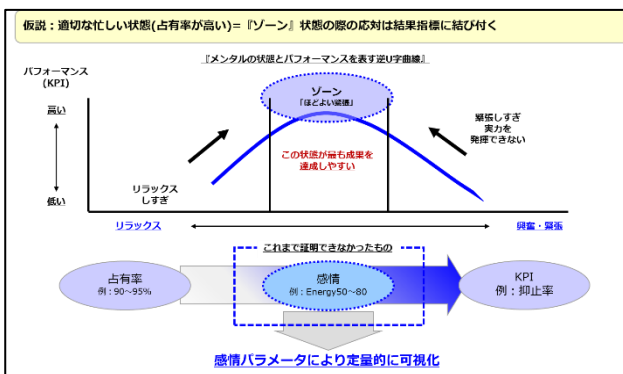 仮説：適切な忙しい状態(占有率が高い)=『ゾーン』状態の際の応対は結果指標に結び付く
『メンタルの状態とパフォーマンスを表す逆U字曲線』
パフォーマンス
(KPI)
高い
低い
ゾーン
「ほどよい緊張」
この状態が最も成果を
達成しやすい
リラックス
しすぎ
緊張しすぎ
実力を
発揮できない
リラックス
興奮・緊張
これまで証明できなかったもの
占有率
例：90～95%
感情
例：Energy50～80
KPI
例：抑止率
感情パラメータにより定量的に可視化